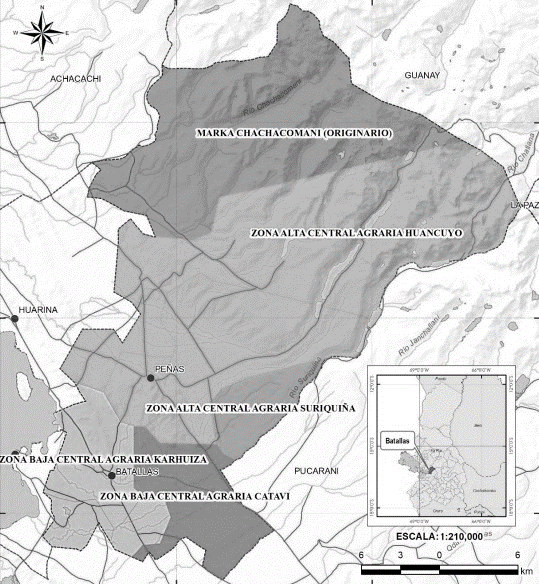 N
W E
S
ACHACACHI
GUANAY
MARKA CHACHACOMANI (ORIGINARIO)
LA PAZ
ZONA ALTA CENTRAL AGRARIA HUANCUYO
HUARINA
Río Janchallani
PEÑAS
ZONA ALTA CENTRAL AGRARIA SURIQUIÑA
Batallas
ZONA BAJA CENTRAL AGRARIA KARHUIZA
BATALLAS
PUCARANI
ZONA BAJA CENTRAL AGRARIA CATAVI
ESCALA: 1:210,000
6 3 0 6
km